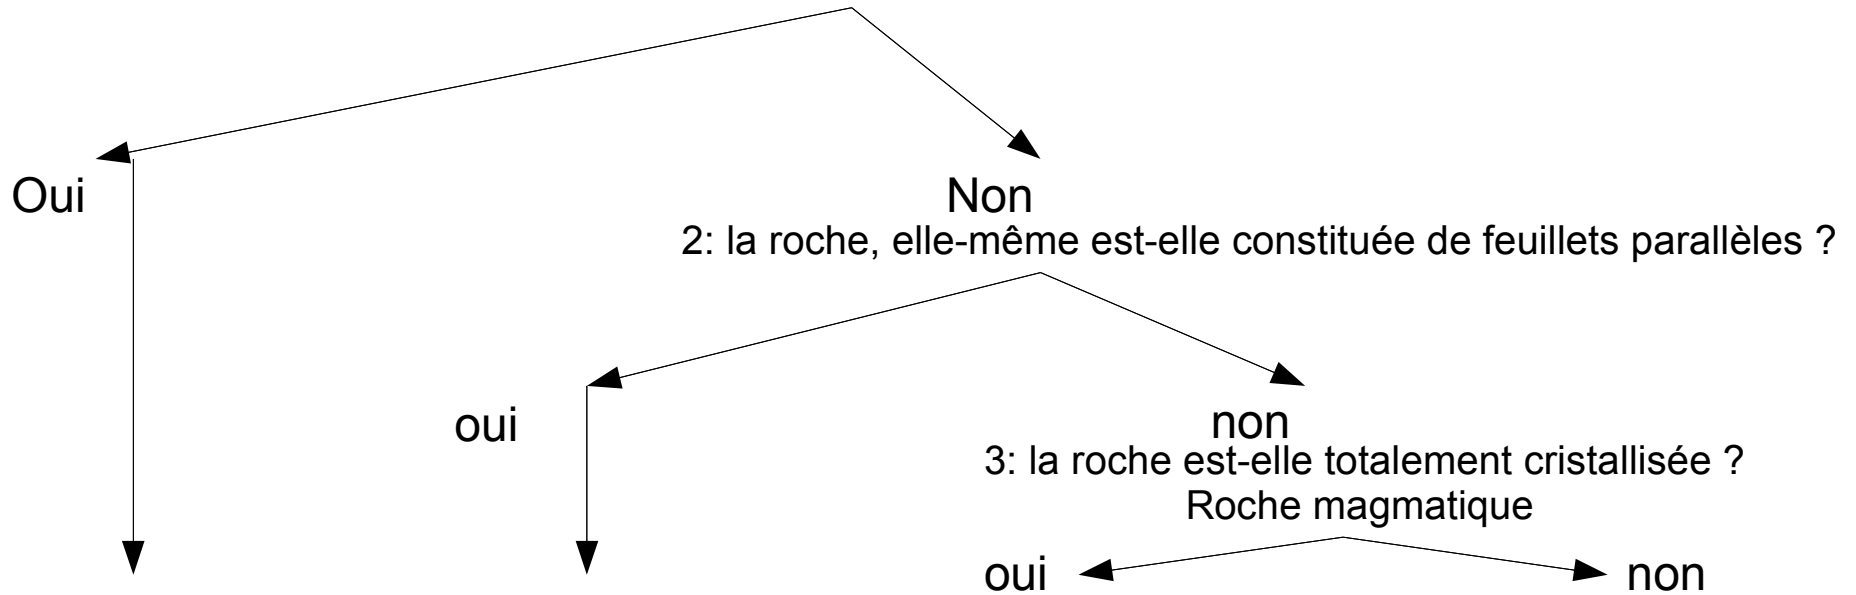 Oui
Non
2: la roche, elle-même est-elle constituée de feuillets parallèles ?
oui
non
3: la roche est-elle totalement cristallisée ?
Roche magmatique
oui
non